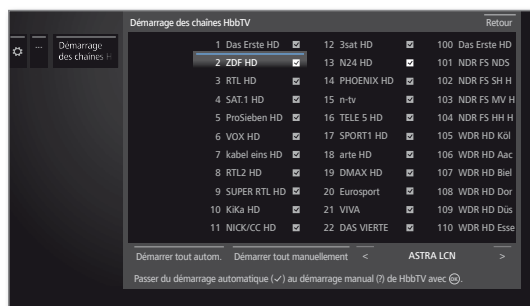 Démarrage des chaînes HbbTV Retour
... Démarrage des chaines H
1 Das Erste HD 12 3sat HD 100 Das Erste HD
2 ZDF HD 13 N24 HD 101 NDR FS NDS
3 RTL HD 14 PHOENIX HD 102 NDR FS SH H
4 SAT.1 HD 15 n-tv 103 NDR FS MV H
5 ProSieben HD 16 TELE 5 HD 104 NDR FS HH H
6 VOX HD 17 SPORT1 HD 105 WDR HD Köl
7 kabel eins HD 18 arte HD 106 WDR HD Aac
8 RTL2 HD 19 DMAX HD 107 WDR HD Biel
9 SUPER RTL HD 20 Eurosport 108 WDR HD Dor
10 KiKa HD 21 VIVA 109 WDR HD Düs
11 NICK/CC HD 22 DAS VIERTE 110 WDR HD Esse
Démarrer tout autom. Démarrer tout manuellement < ASTRA LCN >
Passer du démarrage automatique (✓) au démarrage manual (?) de HbbTV avec OK.